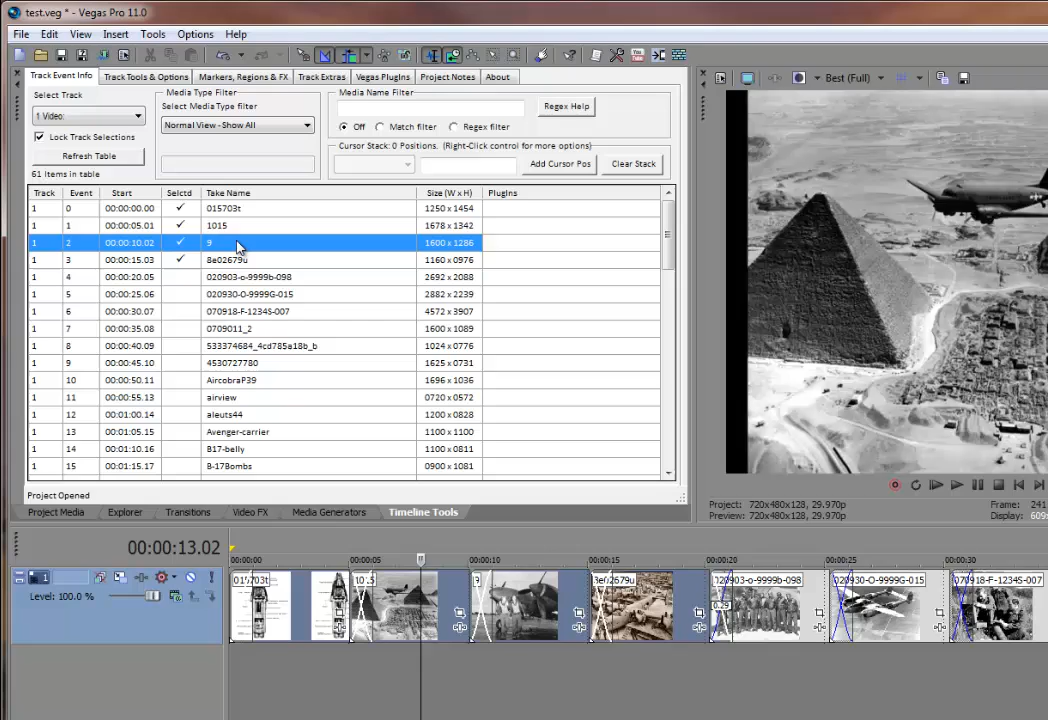 test.veg * - Vegas Pro 11.0
File Edit View Insert Tools Options Help
Track Event Info Track Tools & Options Markers, Regions & FX Track Extras Vegas PlugIns Project Notes About
Select Track
1 Video:
Lock Track Selections
Refresh Table
61 Items in table
Media Type Filter
Select Media Type filter
Normal View - Show All
Media Name Filter
Regex Help
Off Match filter Regex filter
Cursor Stack: 0 Positions. (Right-Click control for more options)
Add Cursor Pos Clear Stack
Best (Full)
Track Event Start Selctd Take Name Size (W x H) PlugIns
1 0 00:00:00.00 015703t 1250 x 1454
1 1 00:00:05.01 1015 1678 x 1342
1 2 00:00:10.02 9 1600 x 1286
1 3 00:00:15.03 8e02679u 1160 x 0976
1 4 00:00:20.05 020903-o-9999b-098 2692 x 2088
1 5 00:00:25.06 020930-O-9999G-015 2882 x 2239
1 6 00:00:30.07 070918-F-1234S-007 4572 x 3907
1 7 00:00:35.08 0709011_2 1600 x 1089
1 8 00:00:40.09 533374684_4cd785a18b_b 1024 x 0776
1 9 00:00:45.10 4530727780 1625 x 0731
1 10 00:00:50.11 AircobraP39 1696 x 1036
1 11 00:00:55.13 airview 0720 x 0572
1 12 00:01:00.14 aleuts44 1200 x 0828
1 13 00:01:05.15 Avenger-carrier 1100 x 1100
1 14 00:01:10.16 B17-belly 1100 x 0811
1 15 00:01:15.17 B-17Bombs 0900 x 1081
Project Opened
Project Media Explorer Transitions Video FX Media Generators Timeline Tools
Project: 720x480x128, 29.970p Frame: 241
Preview: 720x480x128, 29.970p Display: 609x
00:00:13.02
00:00:00 00:00:05 00:00:10 00:00:15 00:00:20 00:00:25 00:00:30
1
Level: 100.0 %
015703t 1015 9 8e02679u 020903-o-9999b-098 020930-O-9999G-015 070918-F-1234S-007
0.29